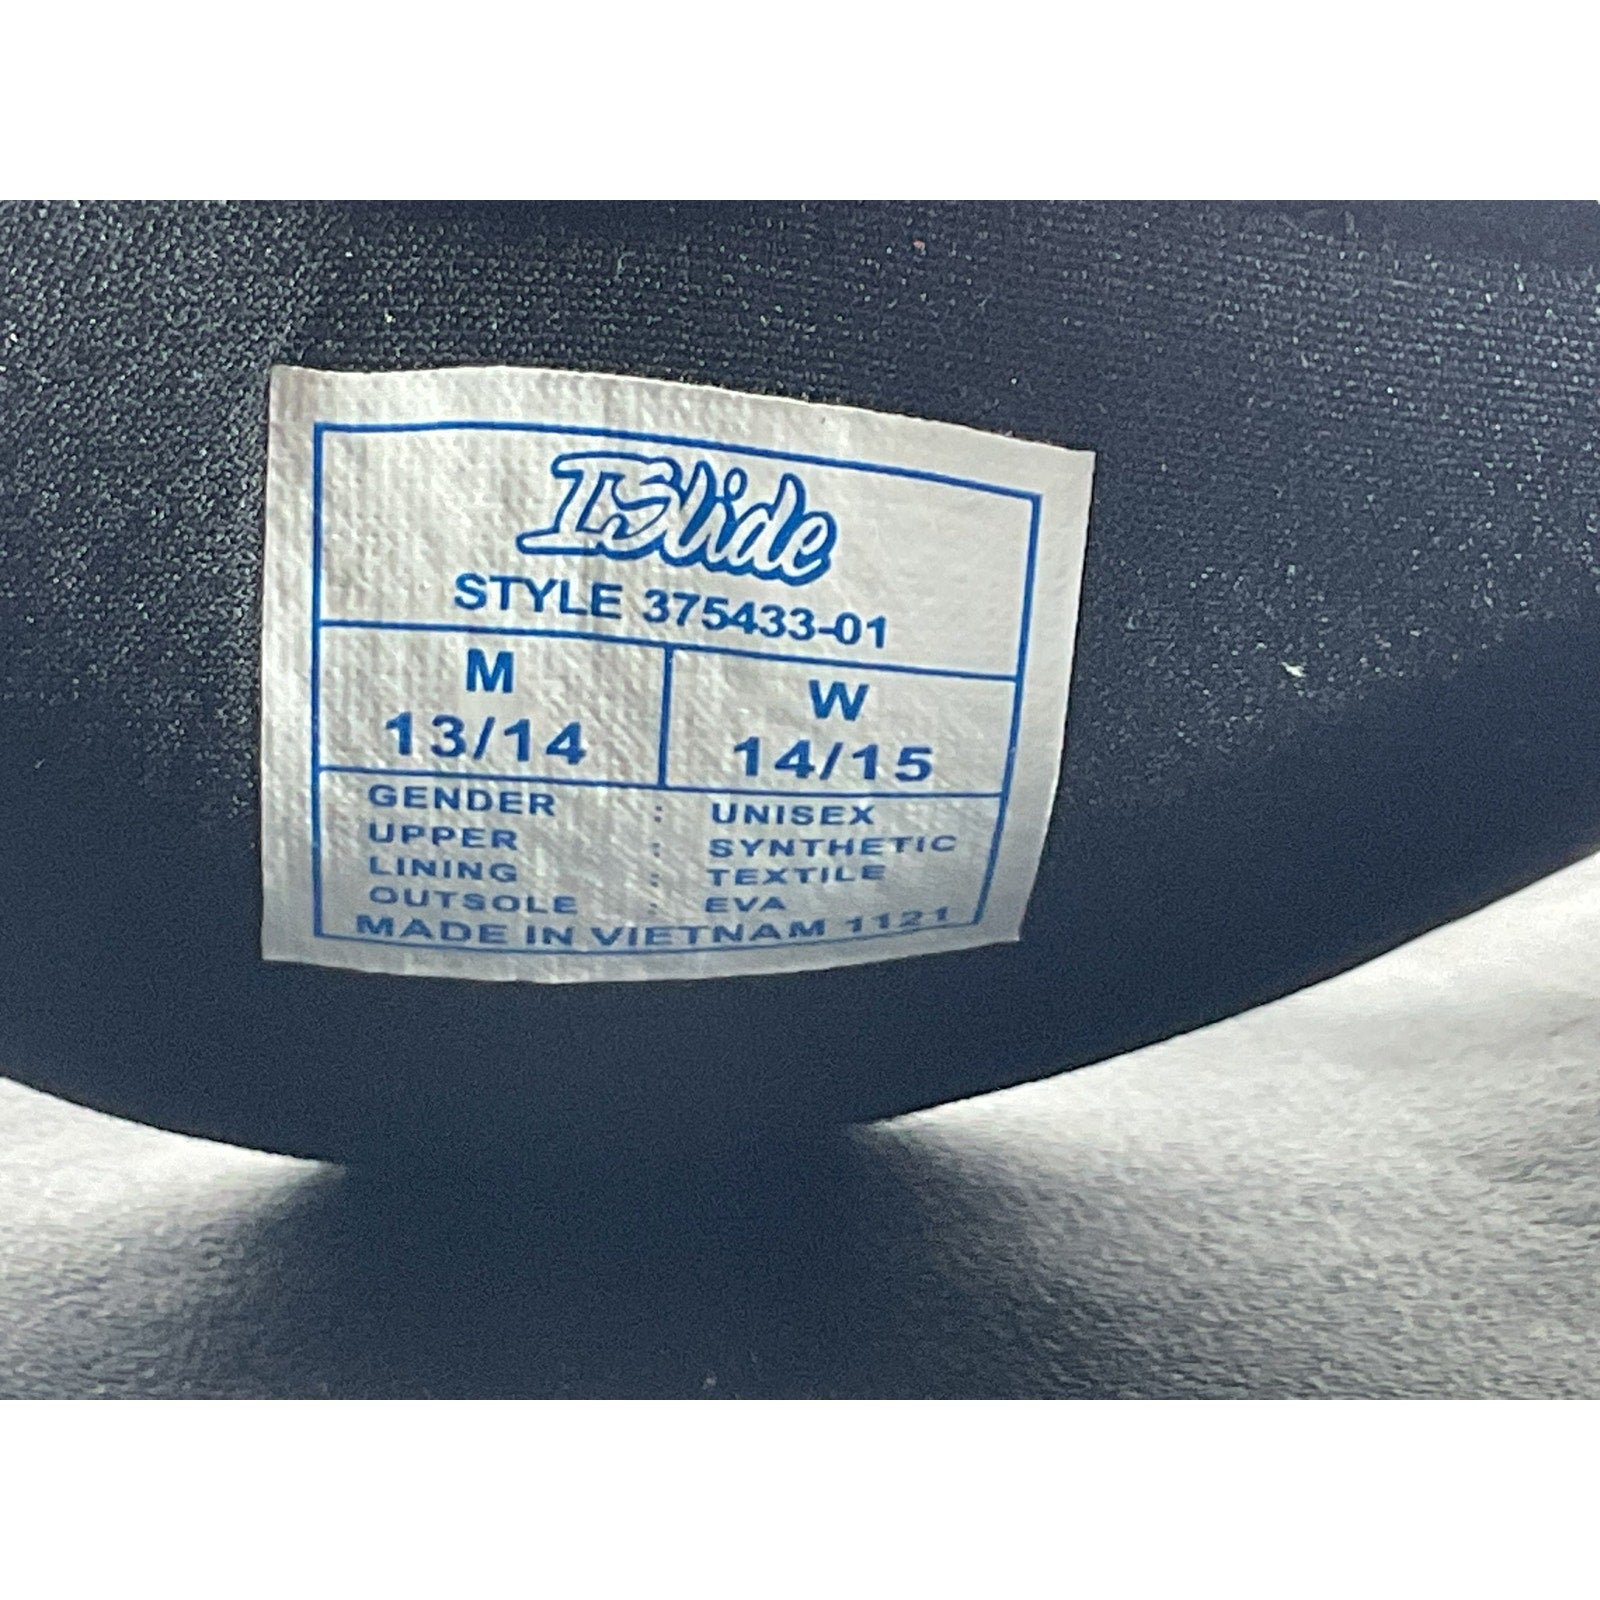 ISlide
STYLE 375433-01
M
13/14
W
14/15
GENDER : UNISEX
UPPER : SYNTHETIC
LINING : TEXTILE
OUTSOLE : EVA
MADE IN VIETNAM 1121